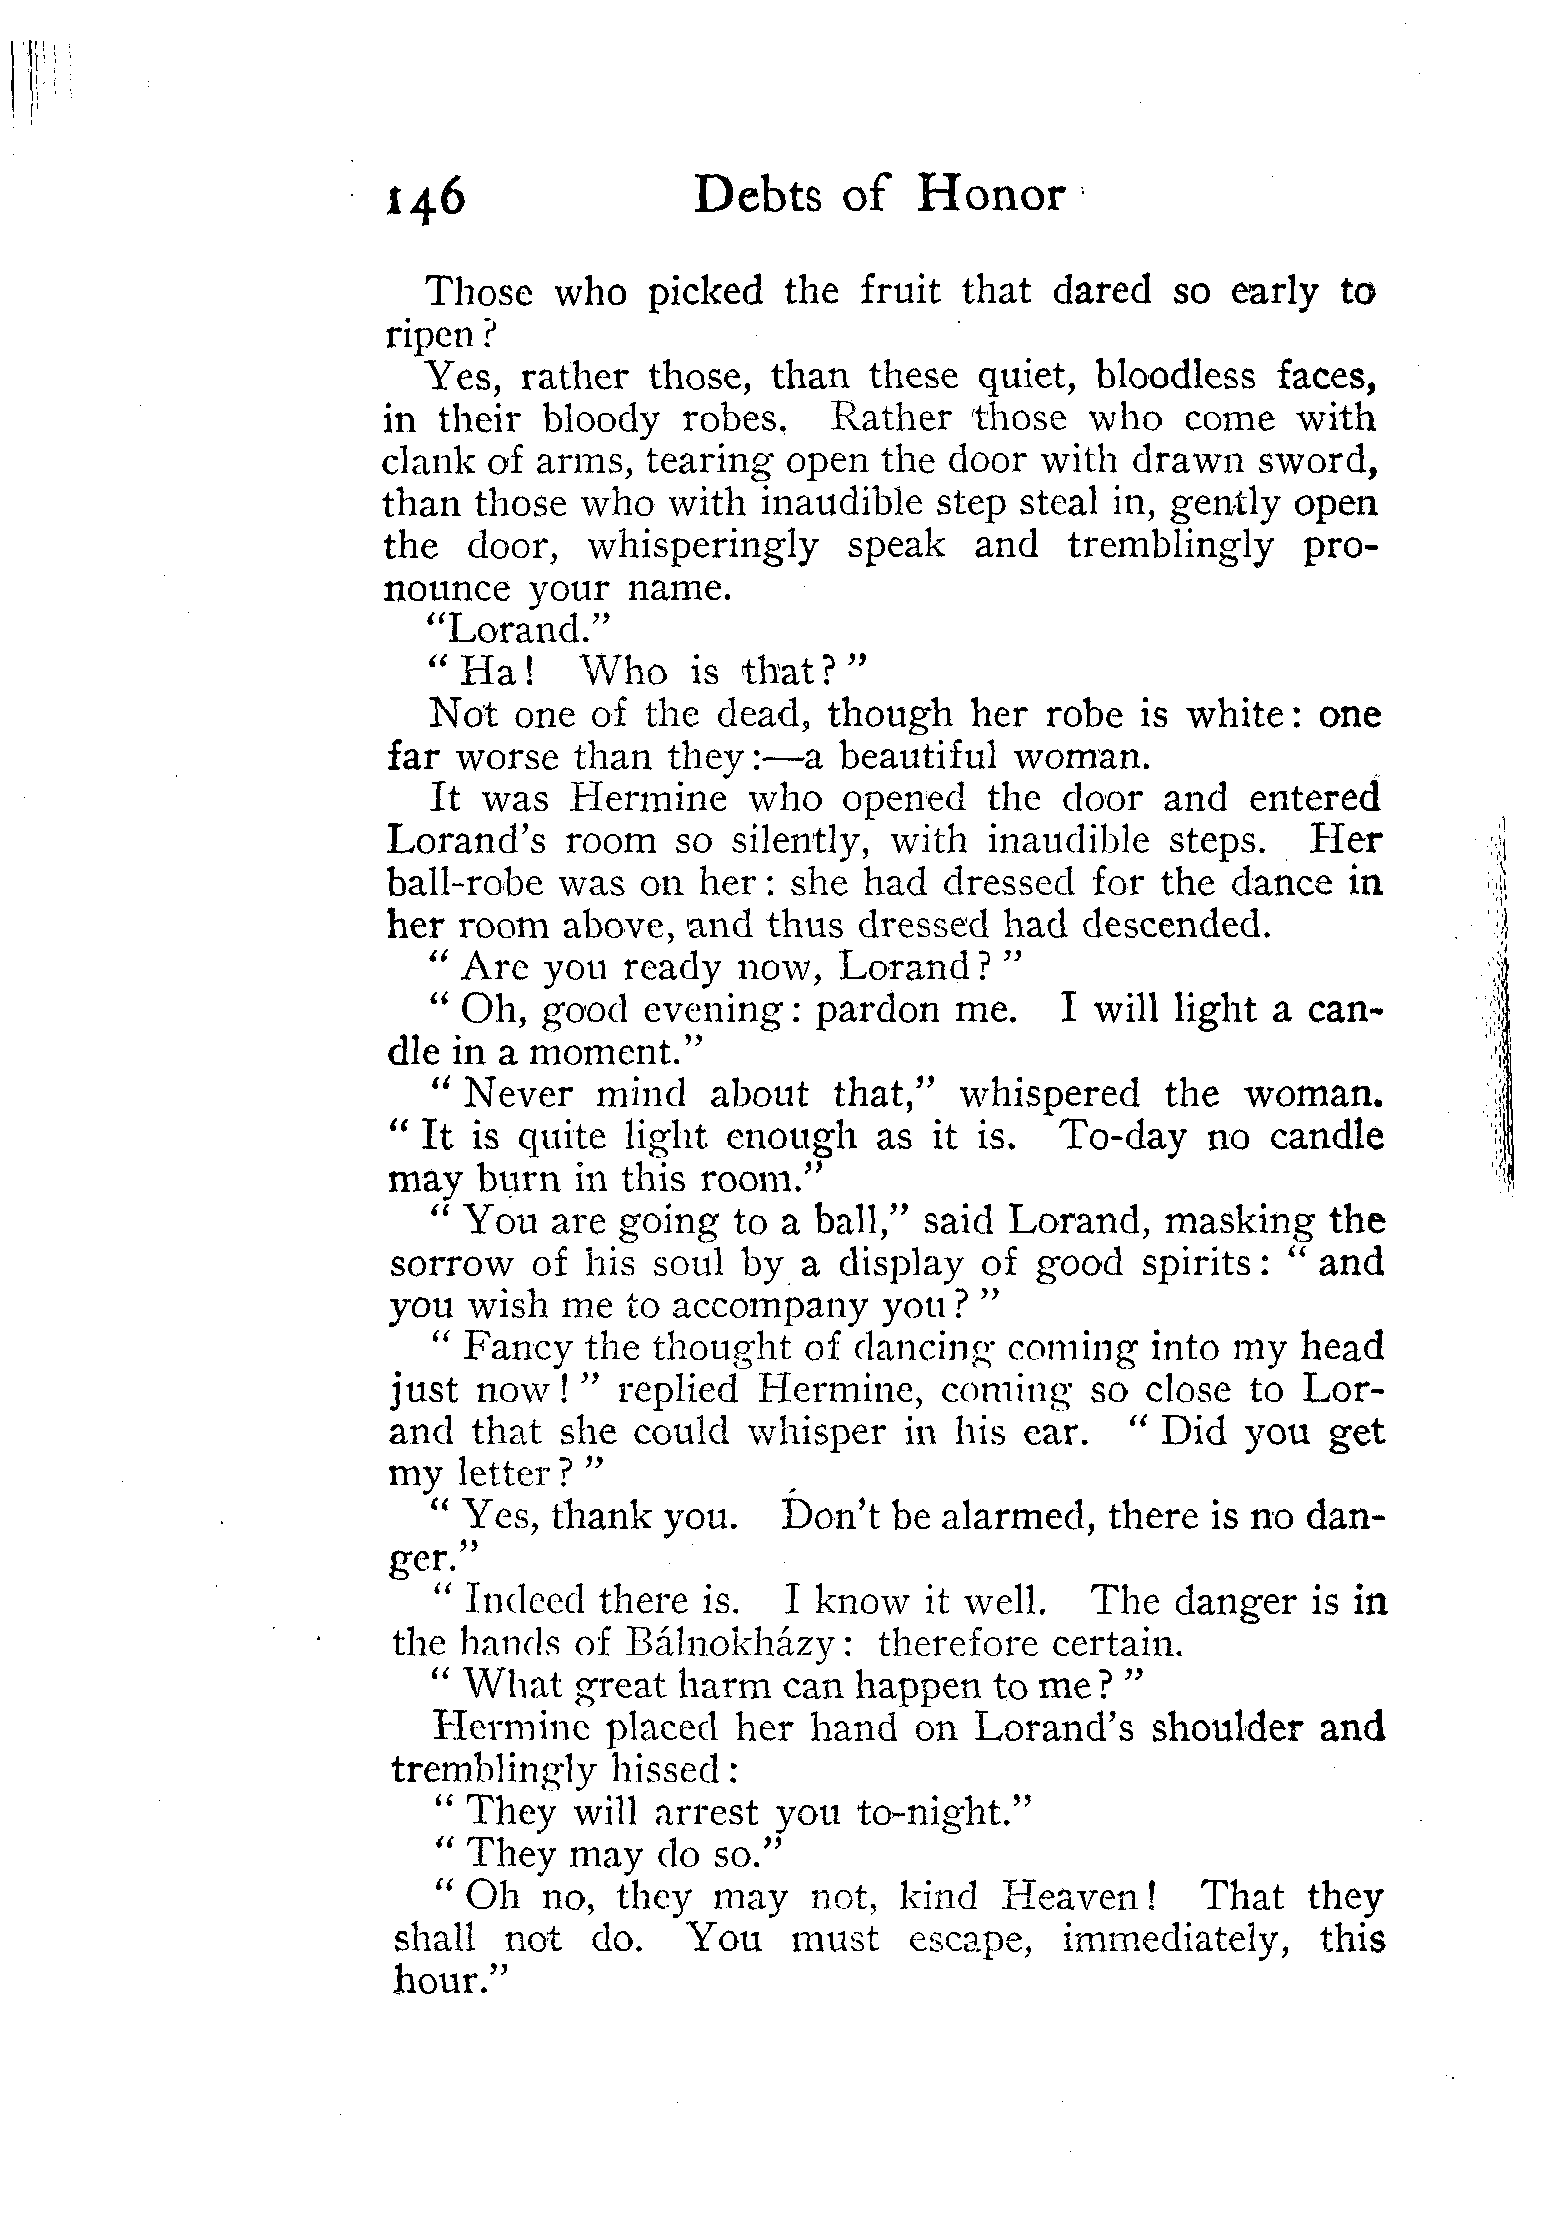 146 Debts of Honor
Those who picked the fruit that dared so early to
ripen?
Yes, rather those, than these quiet, bloodless faces,
in their bloody robes. Rather those who come with
clank of arms, tearing open the door with drawn sword,
than those who with inaudible step steal in, gently open
the door, whisperingly speak and tremblingly pro-
nounce your name.
"Lorand."
" Ha! Who is that? "
Not one of the dead, though her robe is white: one
far worse than they:—a beautiful woman.
It was Hermine who opened the door and entered
Lorand's room so silently, with inaudible steps. Her
ball-robe was on her: she had dressed for the dance in
her room above, and thus dressed had descended.
" Are you ready now, Lorand? "
" Oh, good evening: pardon me. I will light a can-
dle in a moment."
" Never mind about that," whispered the woman.
" It is quite light enough as it is. To-day no candle
may burn in this room."
" You are going to a ball," said Lorand, masking the
sorrow of his soul by a display of good spirits: " and
you wish me to accompany you? "
" Fancy the thought of dancing coming into my head
just now! " replied Hermine, coming so close to Lor-
and that she could whisper in his ear. " Did you get
my letter? "
" Yes, thank you. Don't be alarmed, there is no dan-
ger."
" Indeed there is. I know it well. The danger is in
the hands of Bálnokházy: therefore certain.
" What great harm can happen to me? "
Hermine placed her hand on Lorand's shoulder and
tremblingly hissed:
" They will arrest you to-night."
" They may do so."
" Oh no, they may not, kind Heaven! That they
shall not do. You must escape, immediately, this
hour."